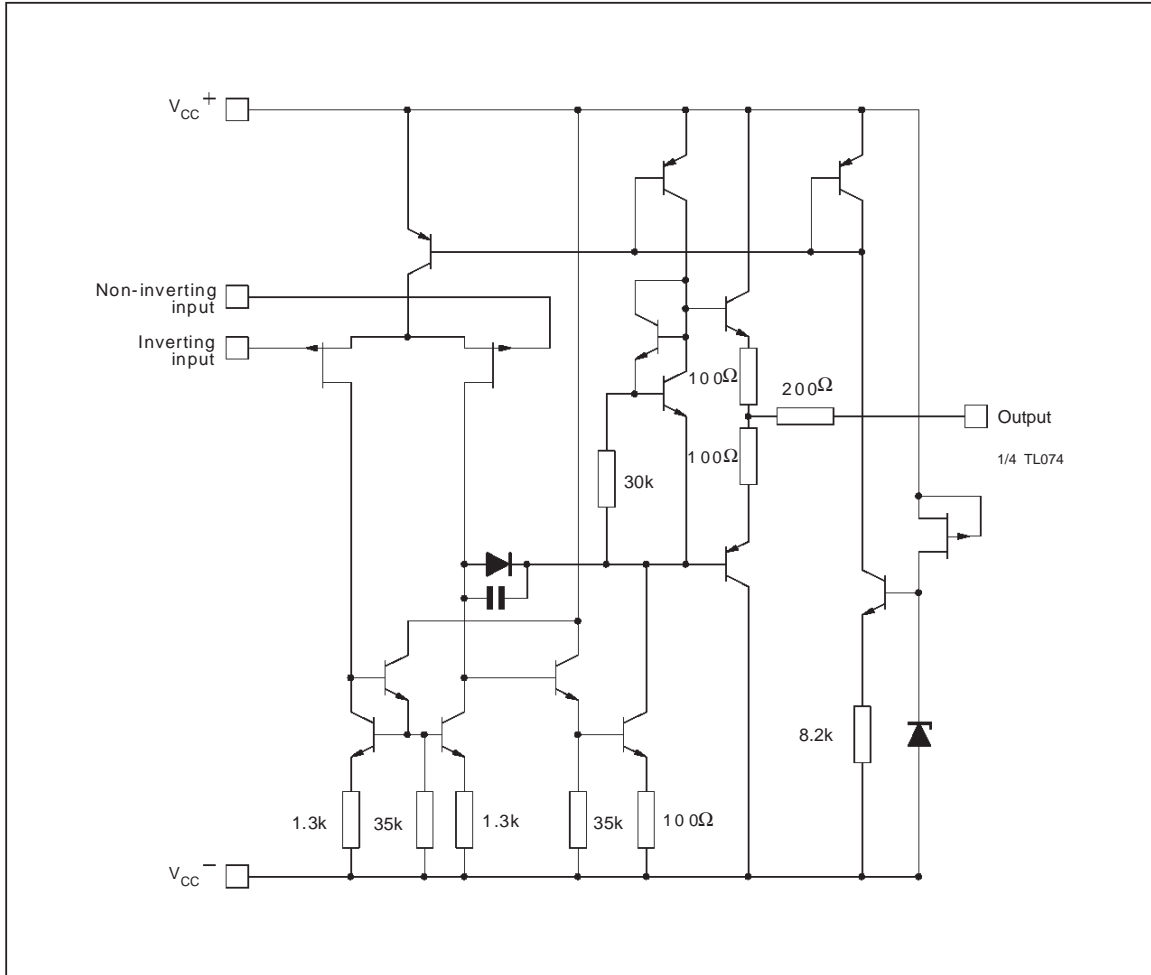 VCC+
Non-inverting
input
Inverting
input
100Ω
200Ω
Output
100Ω
1/4 TL074
30k
8.2k
1.3k
35k
1.3k
35k
100Ω
VCC−